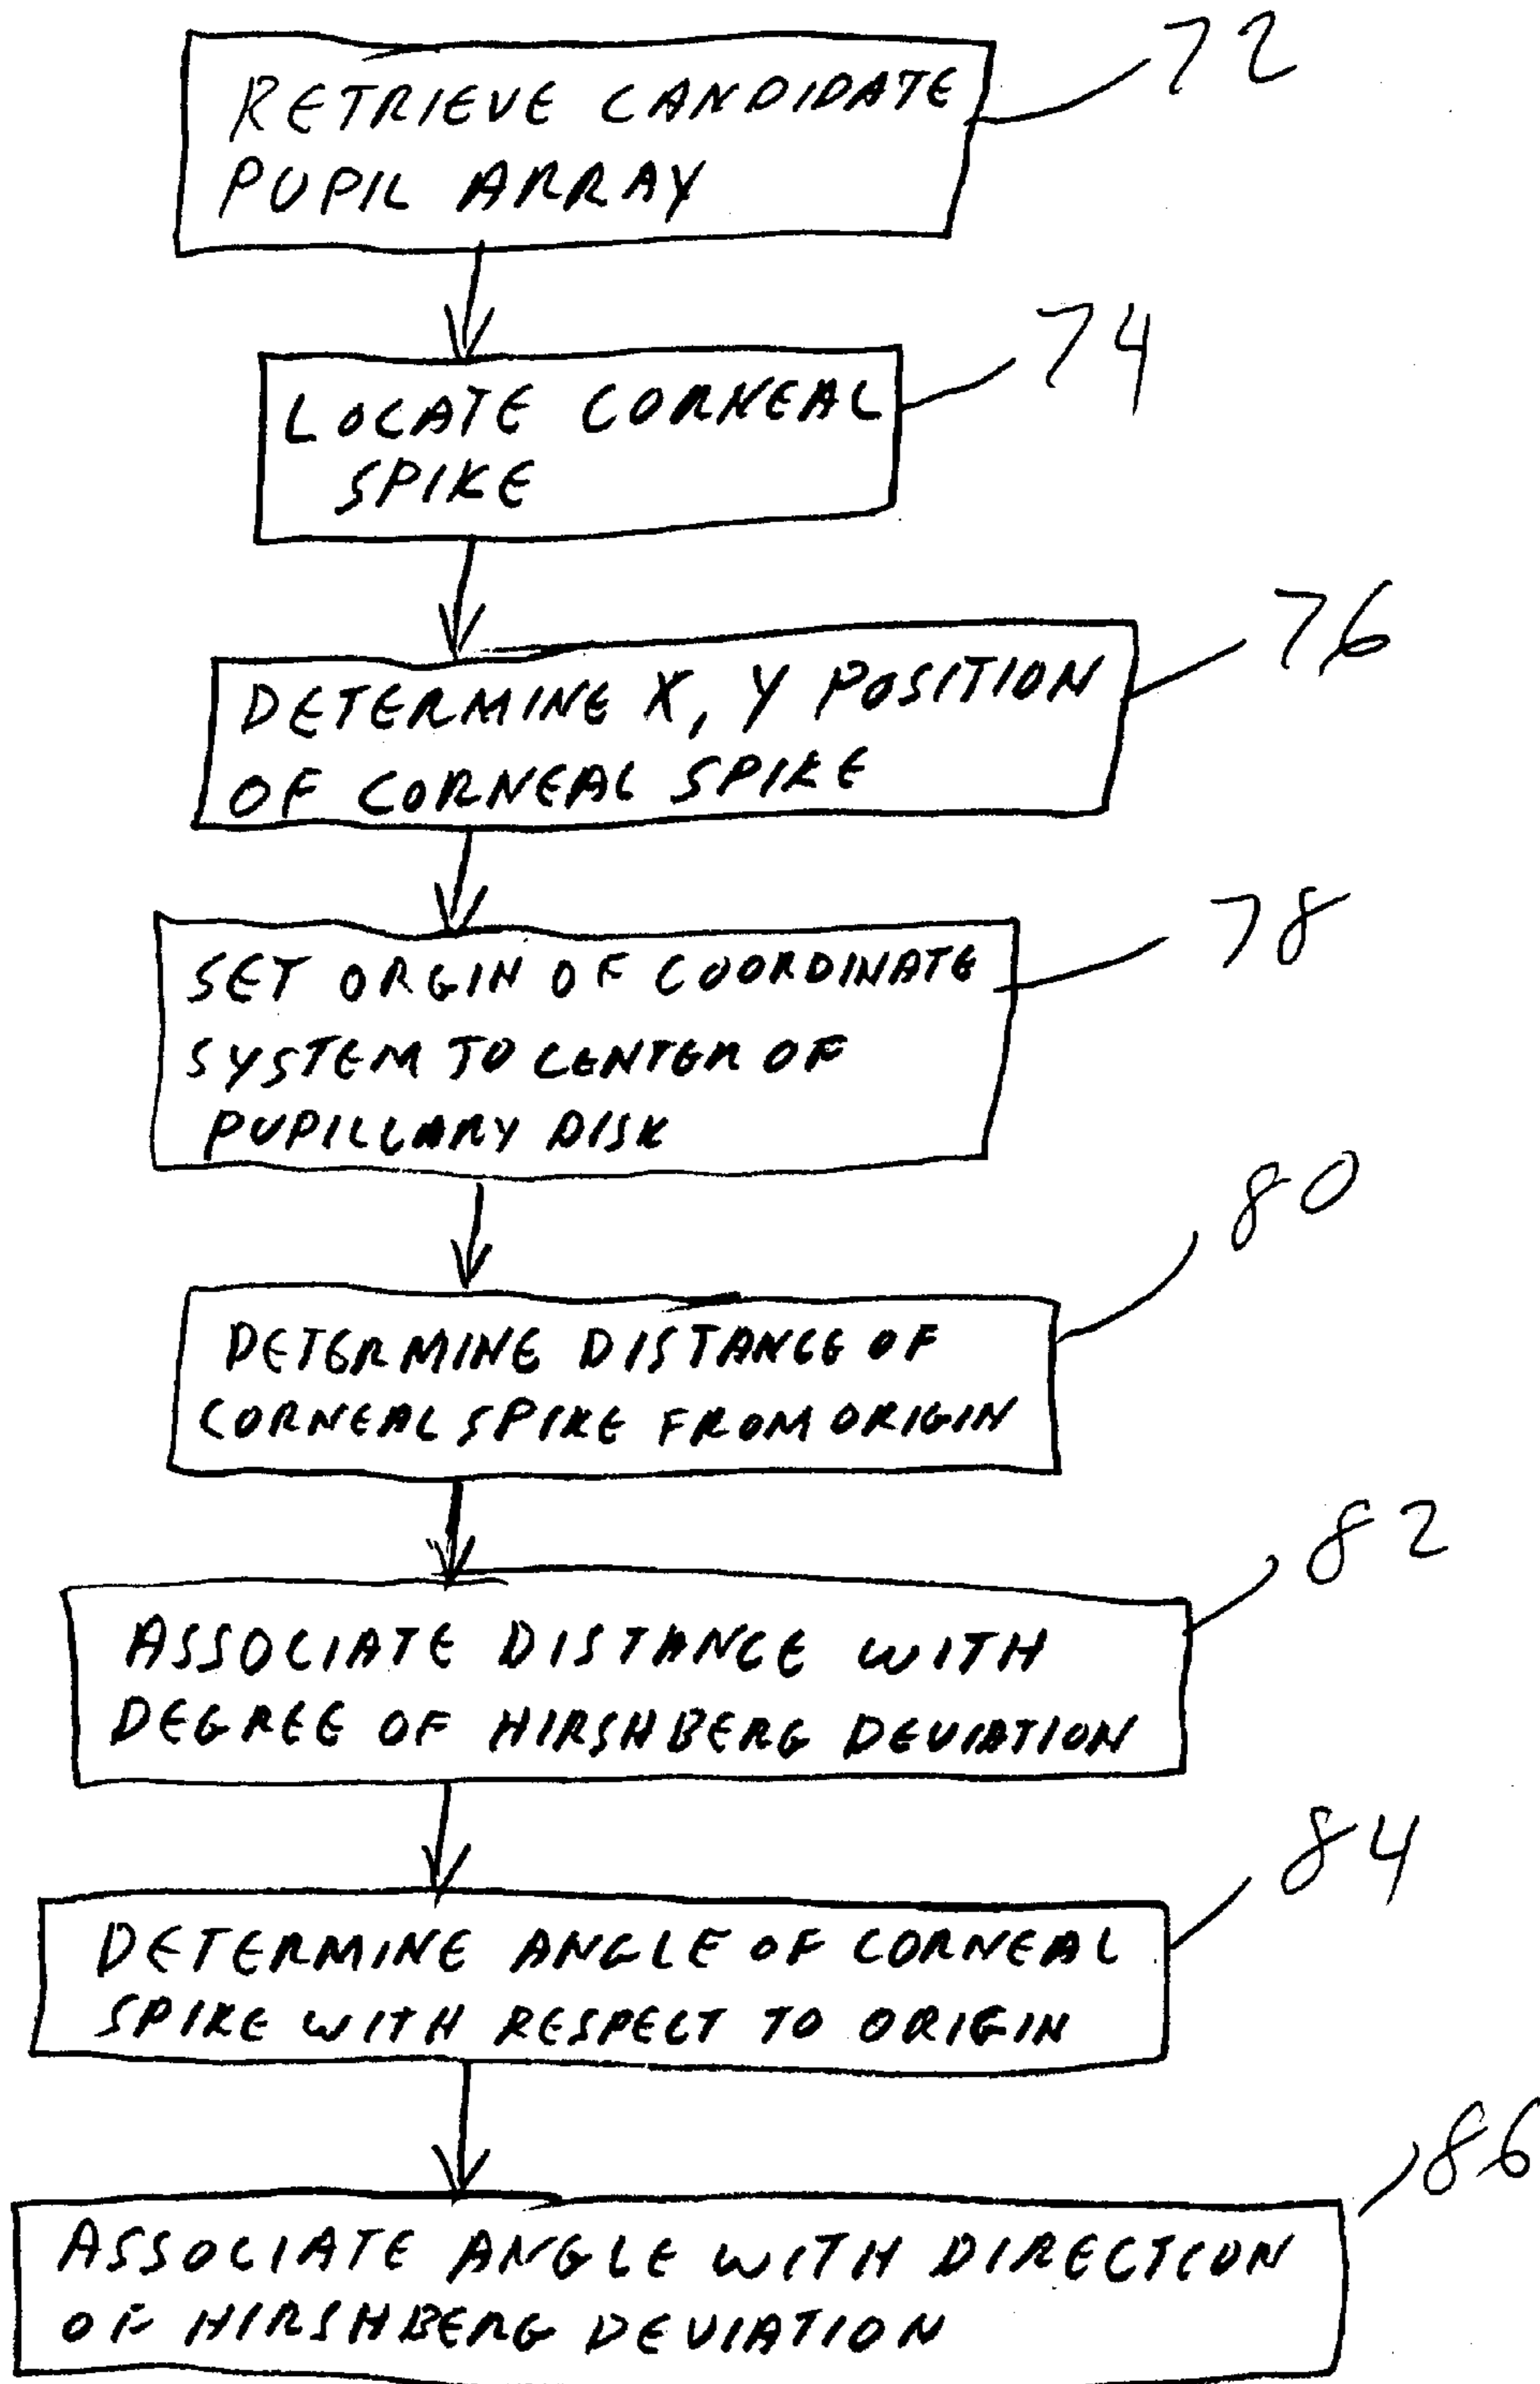 72
RETRIEVE CANDIDATE
PUPIL ARRAY
74
LOCATE CORNEAL
SPIKE
76
DETERMINE X, Y POSITION
OF CORNEAL SPIKE
78
SET ORGIN OF COORDINATE
SYSTEM TO CENTER OF
PUPILLARY DISK
80
DETERMINE DISTANCE OF
CORNEAL SPIKE FROM ORIGIN
82
ASSOCIATE DISTANCE WITH
DEGREE OF HIRSHBERG DEVIATION
84
DETERMINE ANGLE OF CORNEAL
SPIKE WITH RESPECT TO ORIGIN
86
ASSOCIATE ANGLE WITH DIRECTION
OF HIRSHBERG DEVIATION